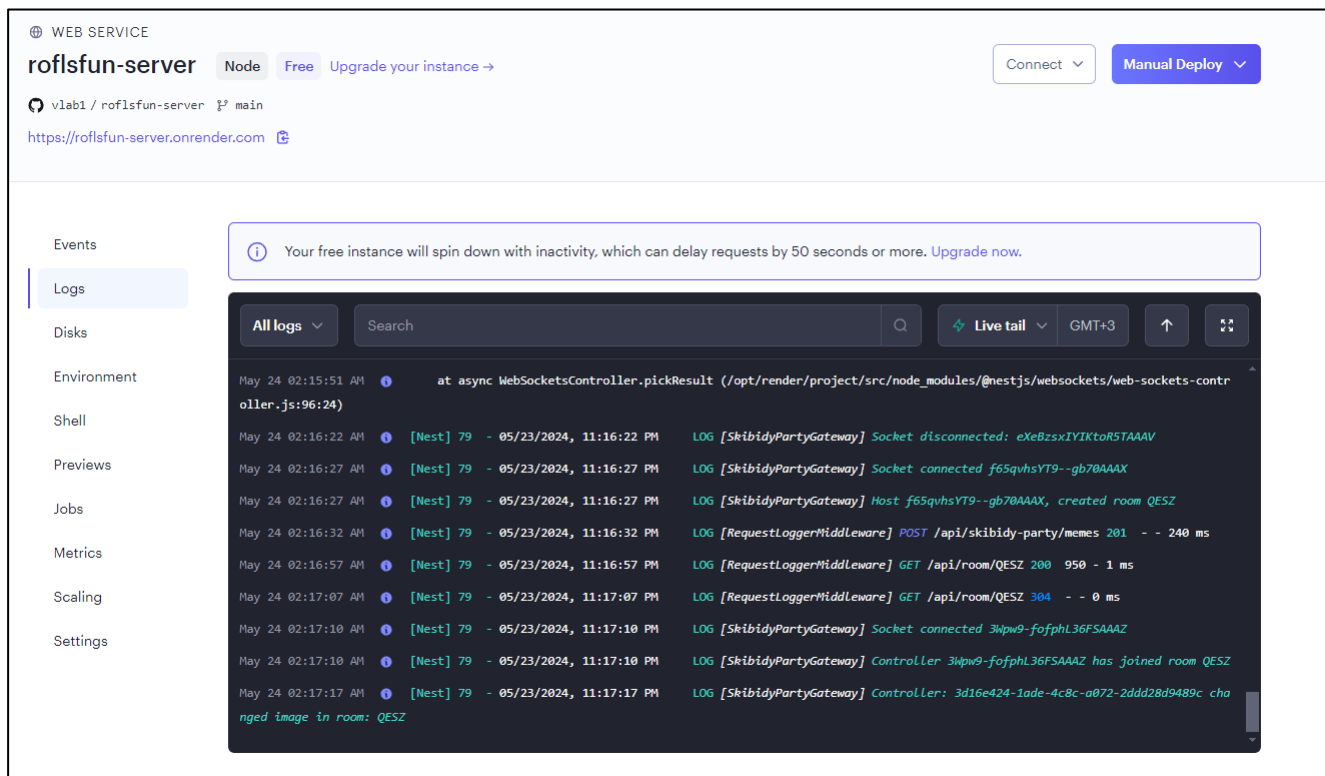 WEB SERVICE
roflsfun-server Node Free Upgrade your instance →
Connect Manual Deploy
vlab1 / roflsfun-server main
https://roflsfun-server.onrender.com
Events
Logs
Disks
Environment
Shell
Previews
Jobs
Metrics
Scaling
Settings
Your free instance will spin down with inactivity, which can delay requests by 50 seconds or more. Upgrade now.
All logs Search Live tail GMT+3
May 24 02:15:51 AM at async WebSocketsController.pickResult (/opt/render/project/src/node_modules/@nestjs/websockets/web-sockets-contr
oller.js:96:24)
May 24 02:16:22 AM [Nest] 79 - 05/23/2024, 11:16:22 PM LOG [SkibidyPartyGateway] Socket disconnected: eXeBzsxIYIKtoR5TAAAV
May 24 02:16:27 AM [Nest] 79 - 05/23/2024, 11:16:27 PM LOG [SkibidyPartyGateway] Socket connected f65qvhsYT9--gb70AAAX
May 24 02:16:27 AM [Nest] 79 - 05/23/2024, 11:16:27 PM LOG [SkibidyPartyGateway] Host f65qvhsYT9--gb70AAAX, created room QESZ
May 24 02:16:32 AM [Nest] 79 - 05/23/2024, 11:16:32 PM LOG [RequestLoggerMiddleware] POST /api/skibidy-party/memes 201 - - 240 ms
May 24 02:16:57 AM [Nest] 79 - 05/23/2024, 11:16:57 PM LOG [RequestLoggerMiddleware] GET /api/room/QESZ 200 950 - 1 ms
May 24 02:17:07 AM [Nest] 79 - 05/23/2024, 11:17:07 PM LOG [RequestLoggerMiddleware] GET /api/room/QESZ 304 - - 0 ms
May 24 02:17:10 AM [Nest] 79 - 05/23/2024, 11:17:10 PM LOG [SkibidyPartyGateway] Socket connected 3Wpw9-fofphL36FSAAAZ
May 24 02:17:10 AM [Nest] 79 - 05/23/2024, 11:17:10 PM LOG [SkibidyPartyGateway] Controller 3Wpw9-fofphL36FSAAAZ has joined room QESZ
May 24 02:17:17 AM [Nest] 79 - 05/23/2024, 11:17:17 PM LOG [SkibidyPartyGateway] Controller: 3d16e424-1ade-4c8c-a072-2ddd28d9489c cha
nged image in room: QESZ